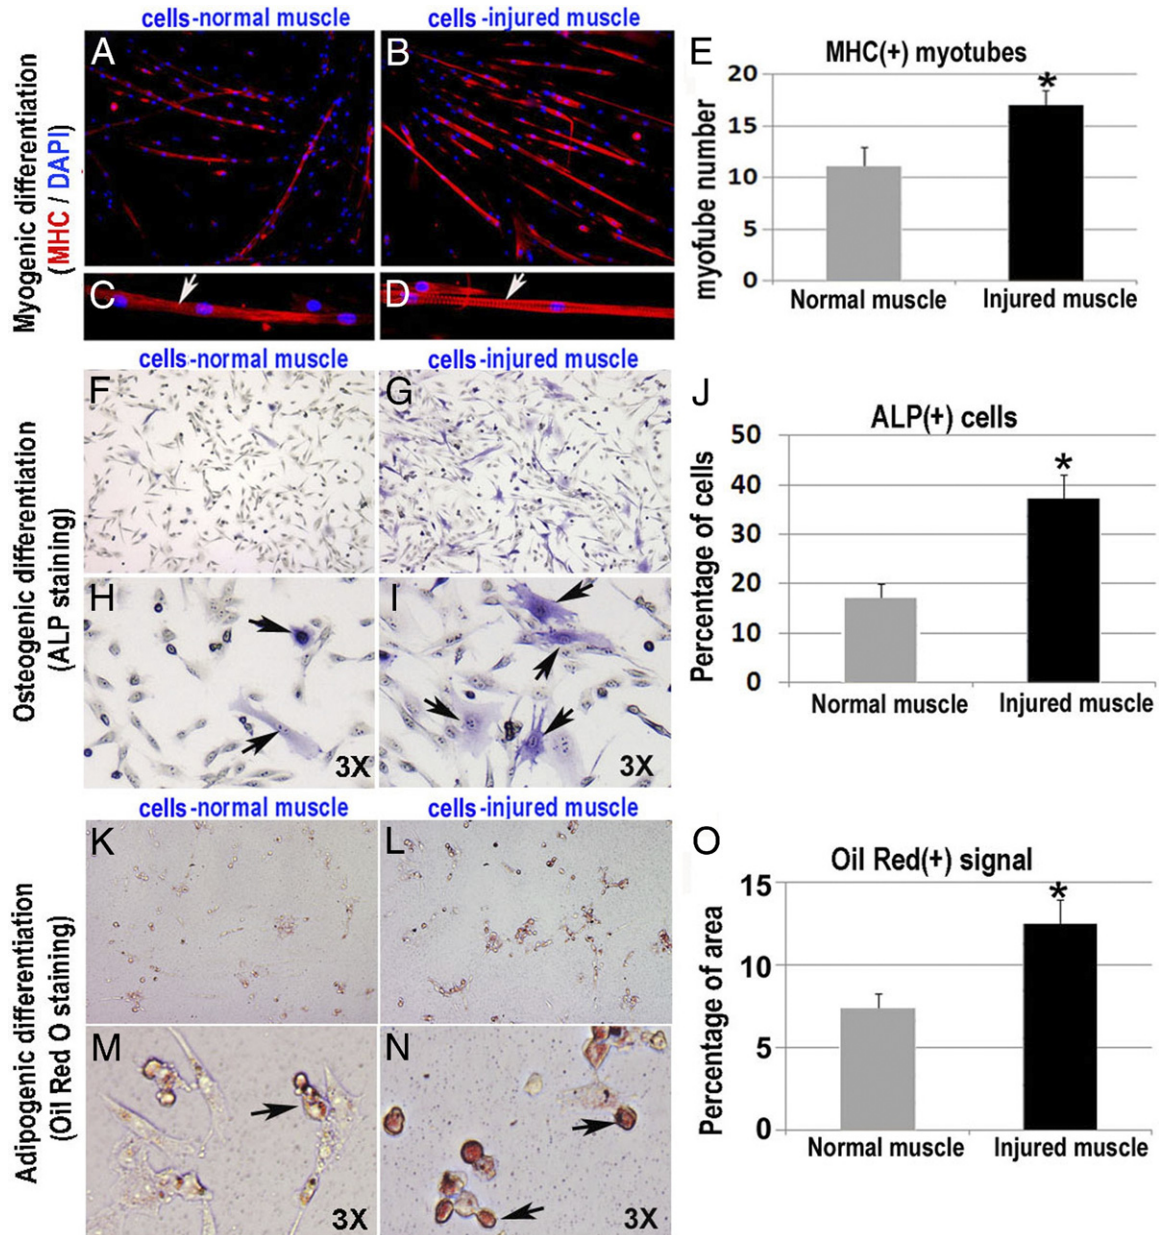 cells-normal muscle
cells-injured muscle
Myogenic differentiation
(MHC / DAPI)
A
B
C
D
E
MHC(+) myotubes
myofube number
20
15
10
5
0
Normal muscle
Injured muscle
*
cells-normal muscle
cells-injured muscle
Osteogenic differentiation
(ALP staining)
F
G
H
3X
I
3X
J
ALP(+) cells
Percentage of cells
50
40
30
20
10
0
Normal muscle
Injured muscle
*
cells-normal muscle
cells-injured muscle
Adipogenic differentiation
(Oil Red O staining)
K
L
M
3X
N
3X
O
Oil Red(+) signal
Percentage of area
15
10
5
0
Normal muscle
Injured muscle
*